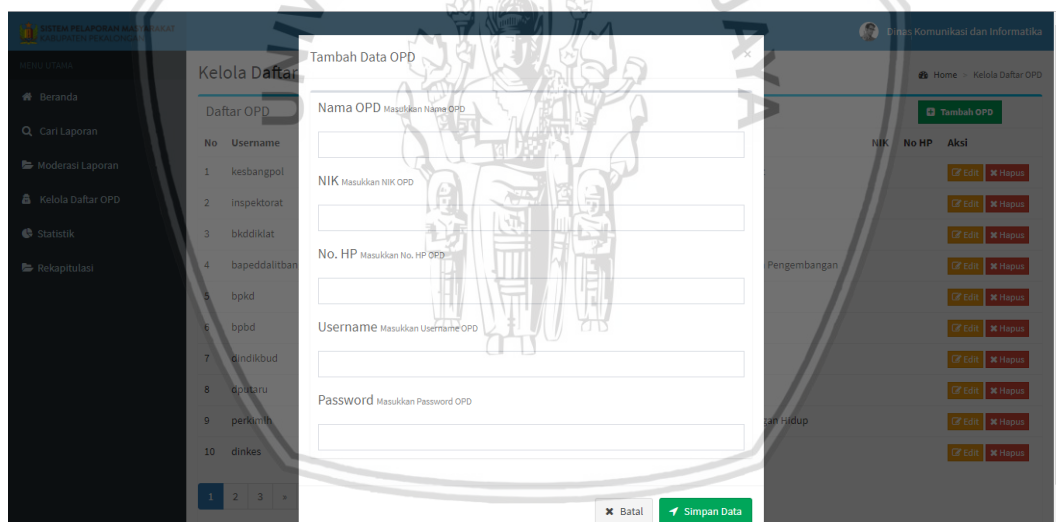 SISTEM PELAPORAN MASYARAKAT
KABUPATEN PEKALONGAN
Dinas Komunikasi dan Informatika
MENU UTAMA
Beranda
Cari Laporan
Moderasi Laporan
Kelola Daftar OPD
Statistik
Rekapitulasi
Kelola Daftar
Home > Kelola Daftar OPD
Daftar OPD
Tambah OPD
No Username NIK No HP Aksi
1 kesbangpol Edit Hapus
2 inspektorat Edit Hapus
3 bkddiklat Edit Hapus
4 bapeddalitban Pengembangan Edit Hapus
5 bpkd Edit Hapus
6 bpbd Edit Hapus
7 dindikbud Edit Hapus
8 dputaru Edit Hapus
9 perkimlh Hidup Edit Hapus
10 dinkes Edit Hapus
1 2 3 »
Tambah Data OPD ×
Nama OPD Masukkan Nama OPD
NIK Masukkan NIK OPD
No. HP Masukkan No. HP OPD
Username Masukkan Username OPD
Password Masukkan Password OPD
Batal Simpan Data